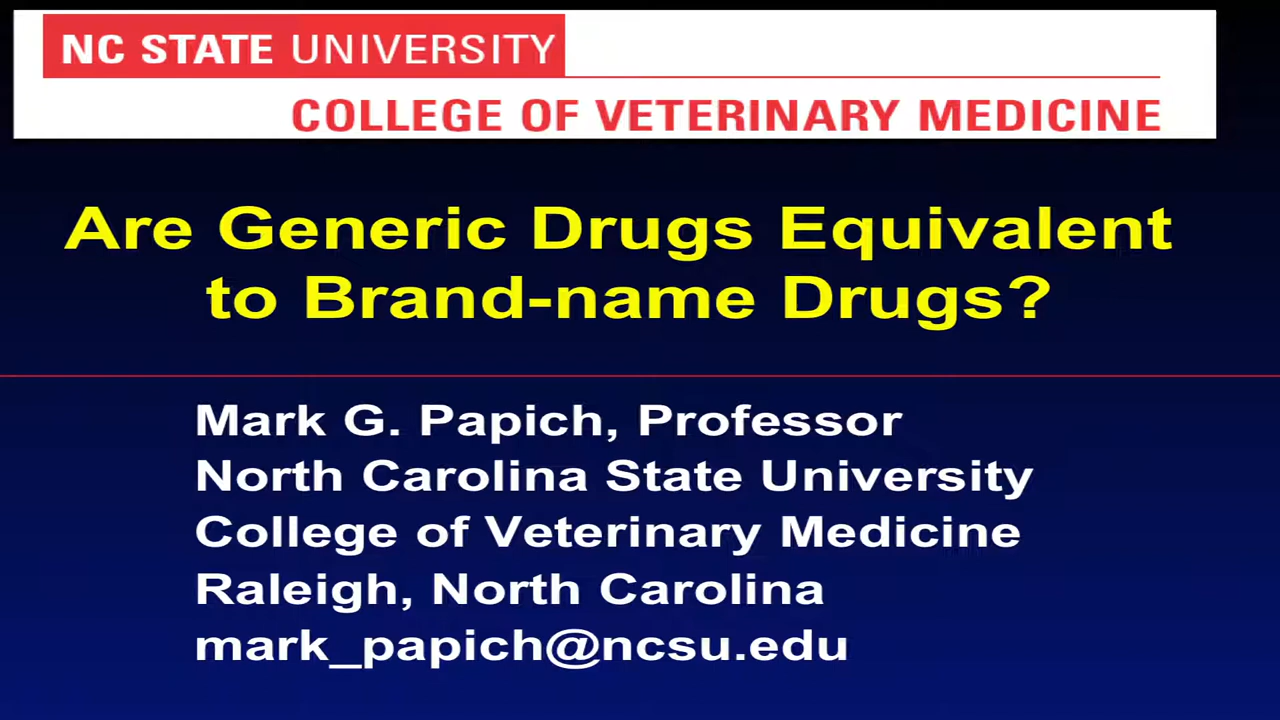 NC STATE UNIVERSITY
COLLEGE OF VETERINARY MEDICINE
Are Generic Drugs Equivalent
to Brand-name Drugs?
Mark G. Papich, Professor
North Carolina State University
College of Veterinary Medicine
Raleigh, North Carolina
mark_papich@ncsu.edu